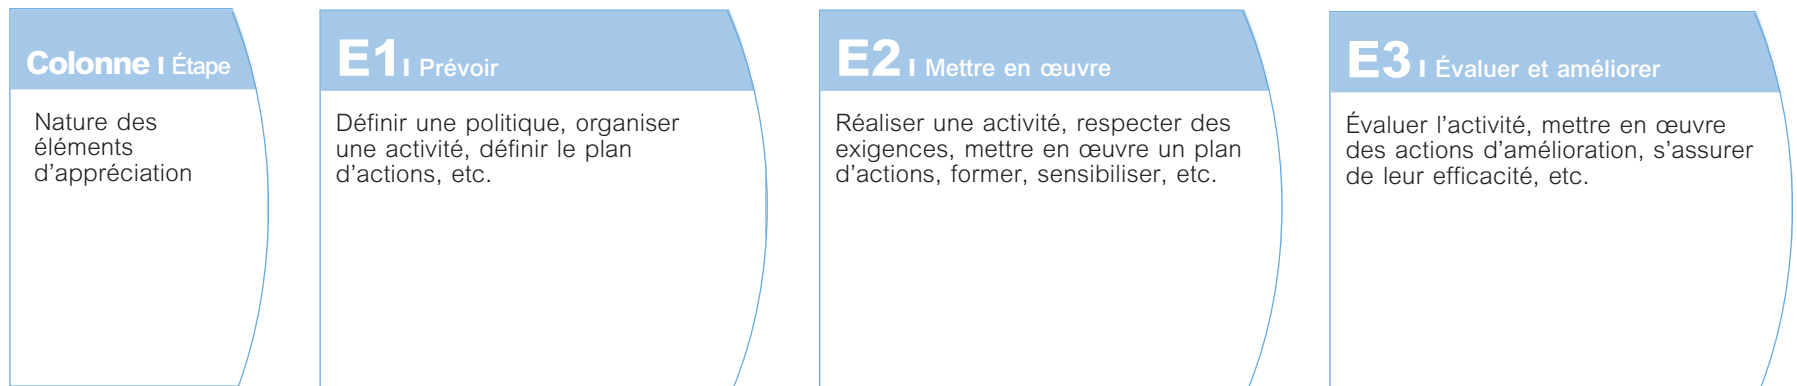 Colonne I Étape
Nature des
éléments
d'appréciation
E1 I Prévoir
Définir une politique, organiser
une activité, définir le plan
d'actions, etc.
E2 I Mettre en œuvre
Réaliser une activité, respecter des
exigences, mettre en œuvre un plan
d'actions, former, sensibiliser, etc.
E3 I Évaluer et améliorer
Évaluer l'activité, mettre en œuvre
des actions d'amélioration, s'assurer
de leur efficacité, etc.